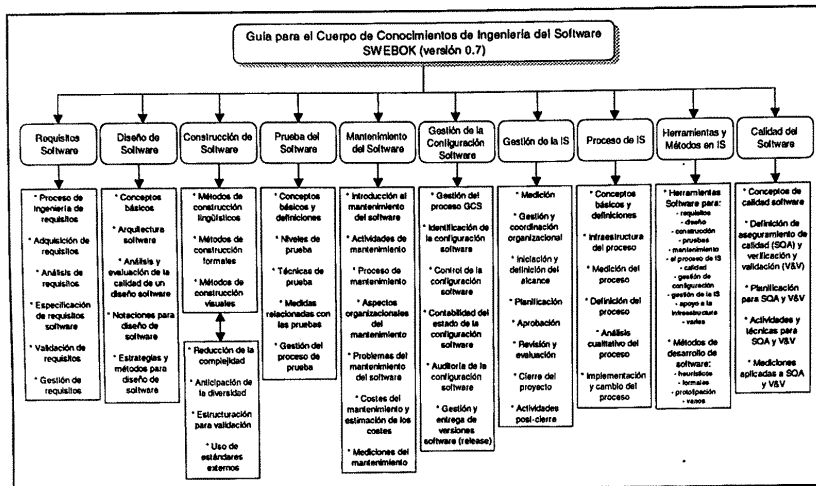 Guía para el Cuerpo de Conocimientos de Ingeniería del Software
SWEBOK (versión 0.7)
Requisitos
Software
Diseño de
Software
Construcción de
Software
Prueba del
Software
Mantenimiento
del Software
Gestión de la
Configuración
Software
Gestión de la IS
Proceso de IS
Herramientas y
Métodos en IS
Calidad del
Software
* Proceso de
Ingeniería de
requisitos
* Adquisición de
requisitos
* Análisis de
requisitos
* Especificación
de requisitos
software
* Validación de
requisitos
* Gestión de
requisitos
* Conceptos
básicos
* Arquitectura
software
* Análisis y
evaluación de la
calidad de un
diseño software
* Notaciones para
diseño de
software
* Estrategias y
métodos para
diseño de
software
* Métodos de
construcción
lingüísticos
* Métodos de
construcción
formales
* Métodos de
construcción
visuales
* Reducción de la
complejidad
* Anticipación de
la diversidad
* Estructuración
para validación
* Uso de
estándares
externos
* Conceptos
básicos y
definiciones
* Niveles de
prueba
* Técnicas de
prueba
* Medidas
relacionadas con
las pruebas
* Gestión del
proceso de
prueba
* Introducción al
mantenimiento
del software
* Actividades de
mantenimiento
* Proceso de
mantenimiento
* Aspectos
organizacionales
del
mantenimiento
* Problemas del
mantenimiento
del software
* Costes del
mantenimiento y
estimación de los
costes
* Mediciones del
mantenimiento
* Gestión del
proceso GCS
* Identificación de
la configuración
software
* Control de la
configuración
software
* Contabilidad del
estado de la
configuración
software
* Auditoría de la
configuración
software
* Gestión y
entrega de
versiones
software (release)
* Medición
* Gestión y
coordinación
organizacional
* Iniciación y
definición del
alcance
* Planificación
* Aprobación
* Revisión y
evaluación
* Cierre del
proyecto
* Actividades
post-cierre
* Conceptos
básicos y
definiciones
* Infraestructura
del proceso
* Medición del
proceso
* Definición del
proceso
* Análisis
cualitativo del
proceso
* Implementación
y cambio del
proceso
* Herramientas
Software para:
- requisitos
- diseño
- construcción
- pruebas
- mantenimiento
- el proceso de IS
- calidad
- gestión de
configuración
- gestión de la IS
- apoyo a la
infraestructura
- varios
* Métodos de
desarrollo de
software:
- heurísticos
- formales
- prototipación
- varios
* Conceptos de
calidad software
* Definición de
aseguramiento de
calidad (SQA) y
verificación y
validación (V&V)
* Planificación
para SQA y V&V
* Actividades y
técnicas para
SQA y V&V
* Mediciones
aplicadas a SQA
y V&V